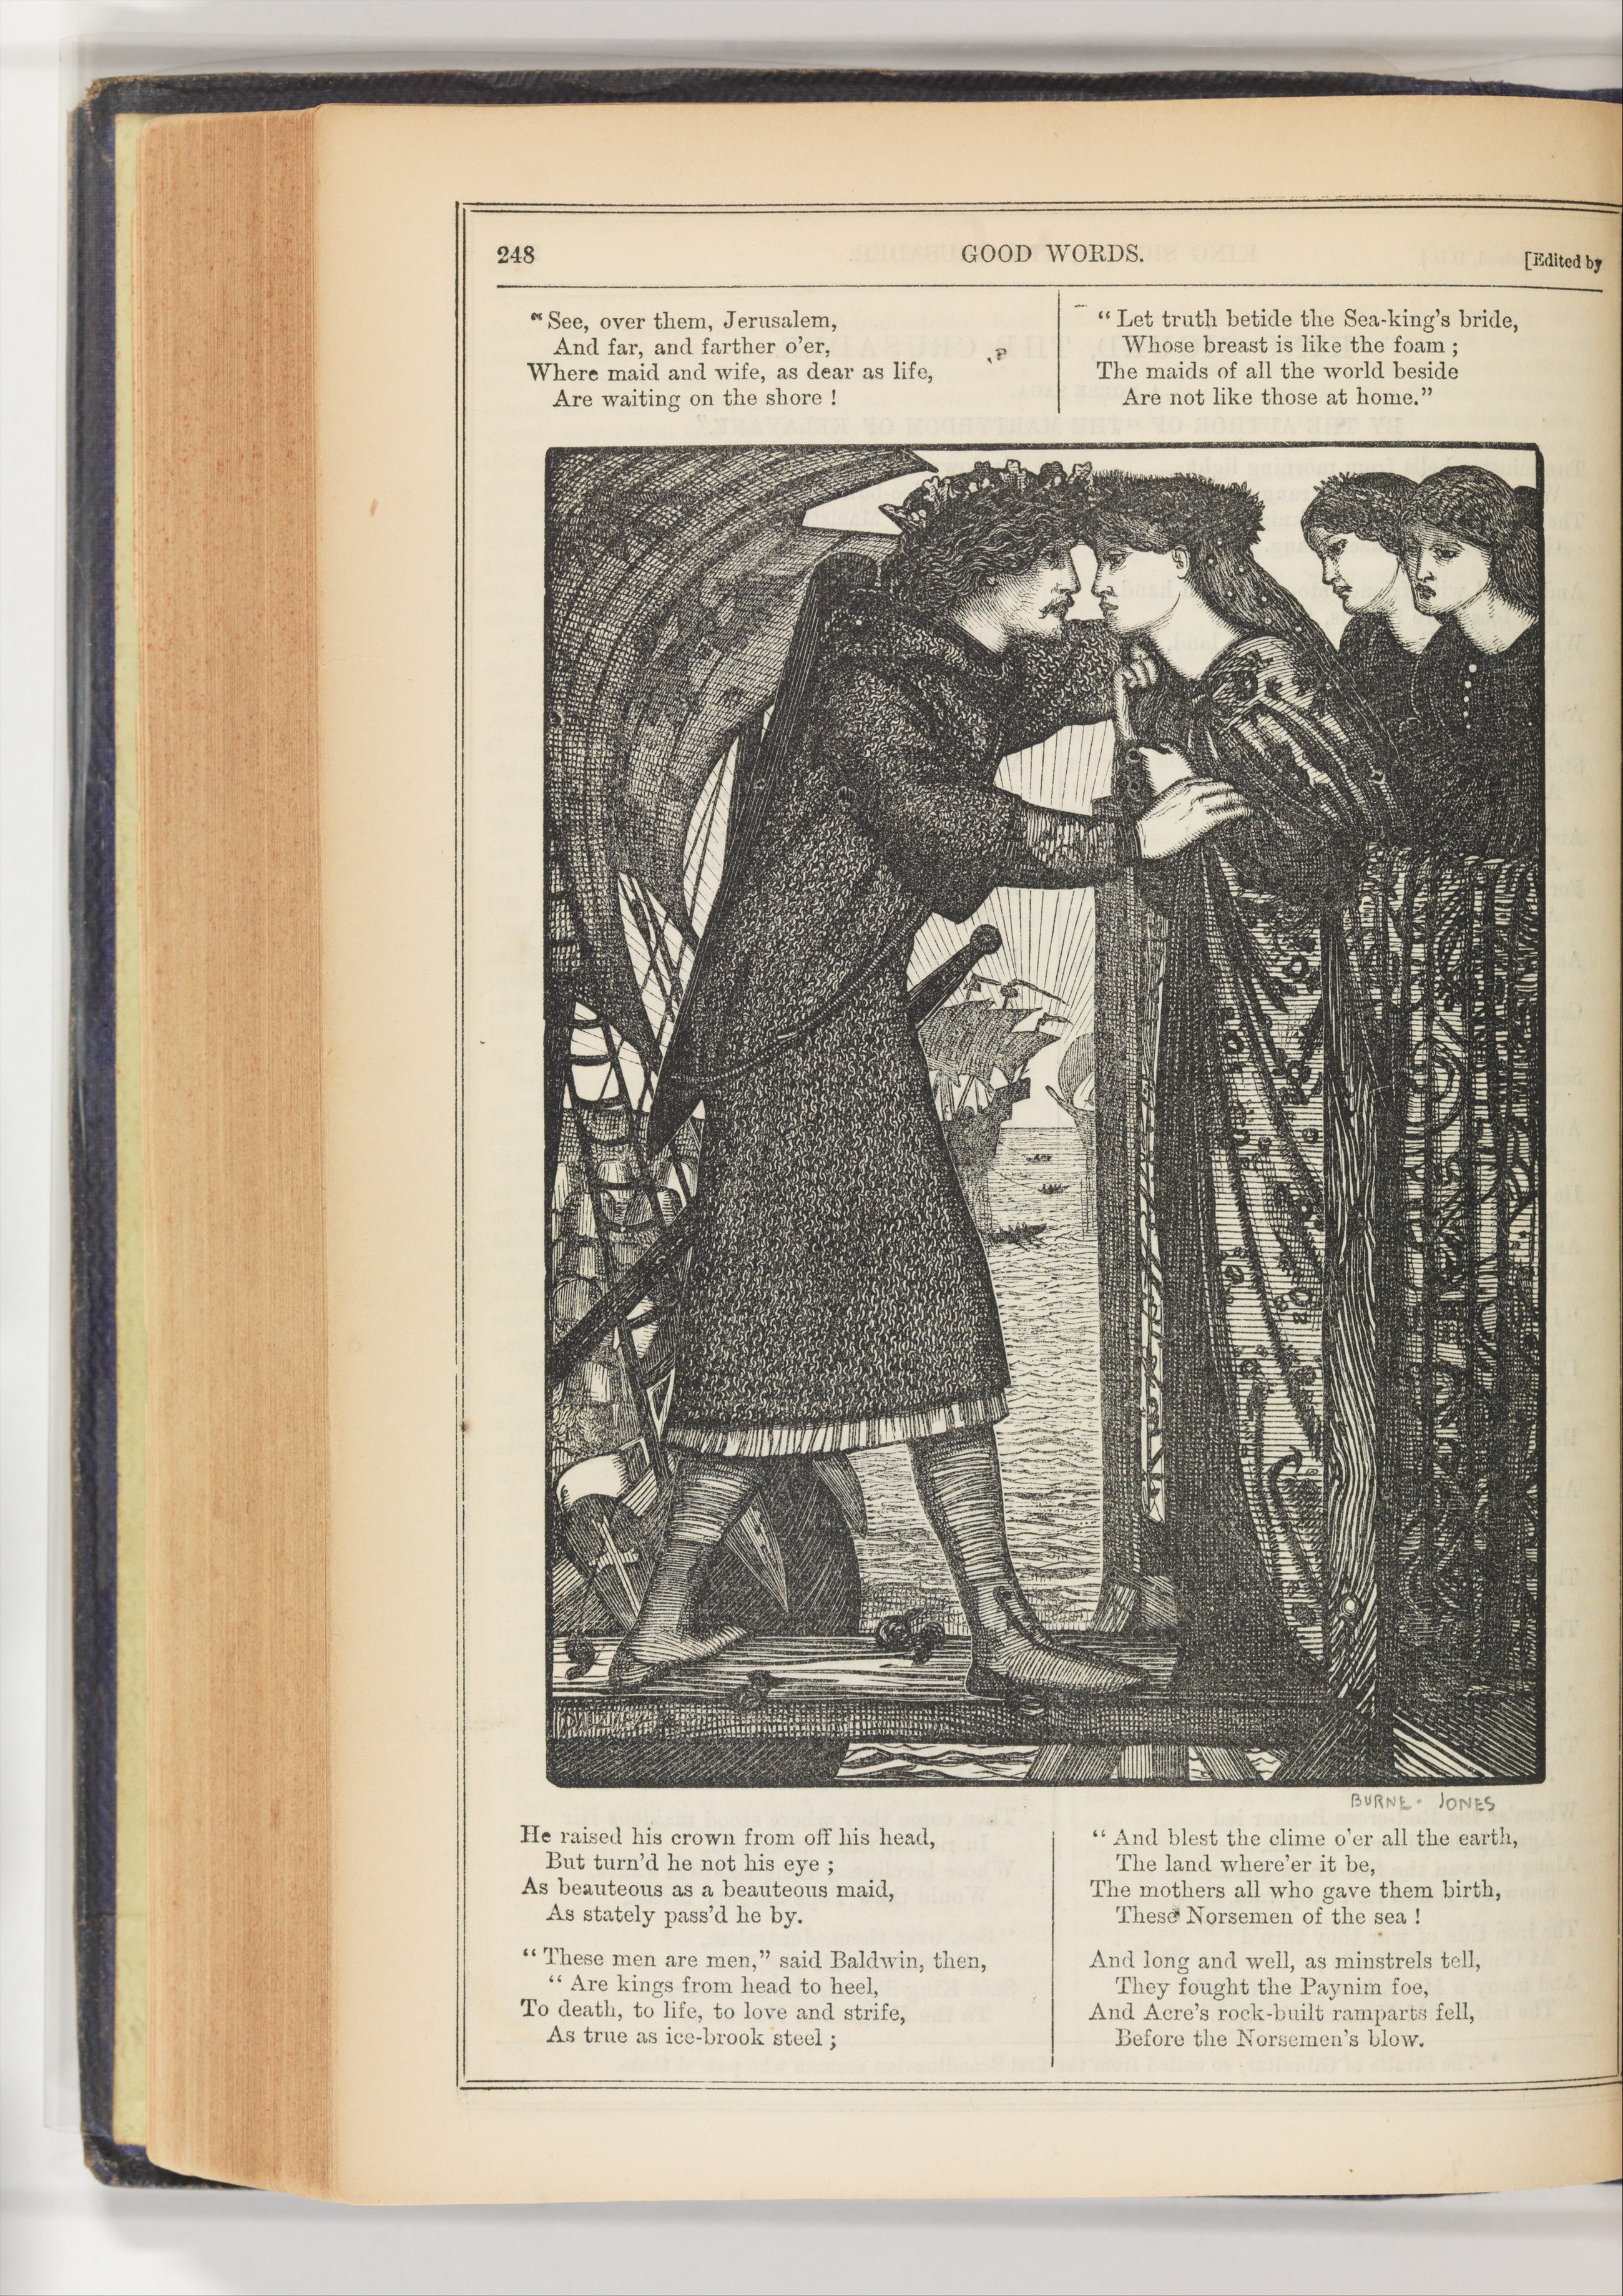 248
GOOD WORDS.
[Edited by
“See, over them, Jerusalem,
And far, and farther o'er,
Where maid and wife, as dear as life,
Are waiting on the shore !
“ Let truth betide the Sea-king's bride,
Whose breast is like the foam ;
The maids of all the world beside
Are not like those at home.”
BURNE-JONES
He raised his crown from off his head,
But turn'd he not his eye ;
As beauteous as a beauteous maid,
As stately pass'd he by.
“ These men are men,” said Baldwin, then,
“ Are kings from head to heel,
To death, to life, to love and strife,
As true as ice-brook steel ;
“ And blest the clime o'er all the earth,
The land where'er it be,
The mothers all who gave them birth,
These Norsemen of the sea !
And long and well, as minstrels tell,
They fought the Paynim foe,
And Acre's rock-built ramparts fell,
Before the Norsemen's blow.